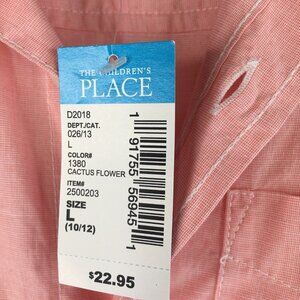 THE CHILDREN'S
PLACE
D2018
DEPT./CAT.
026/13
L
COLOR#
1380
CACTUS FLOWER
ITEM#
2500203
SIZE
L
(10/12)
1 91755 56945 1
$22.95